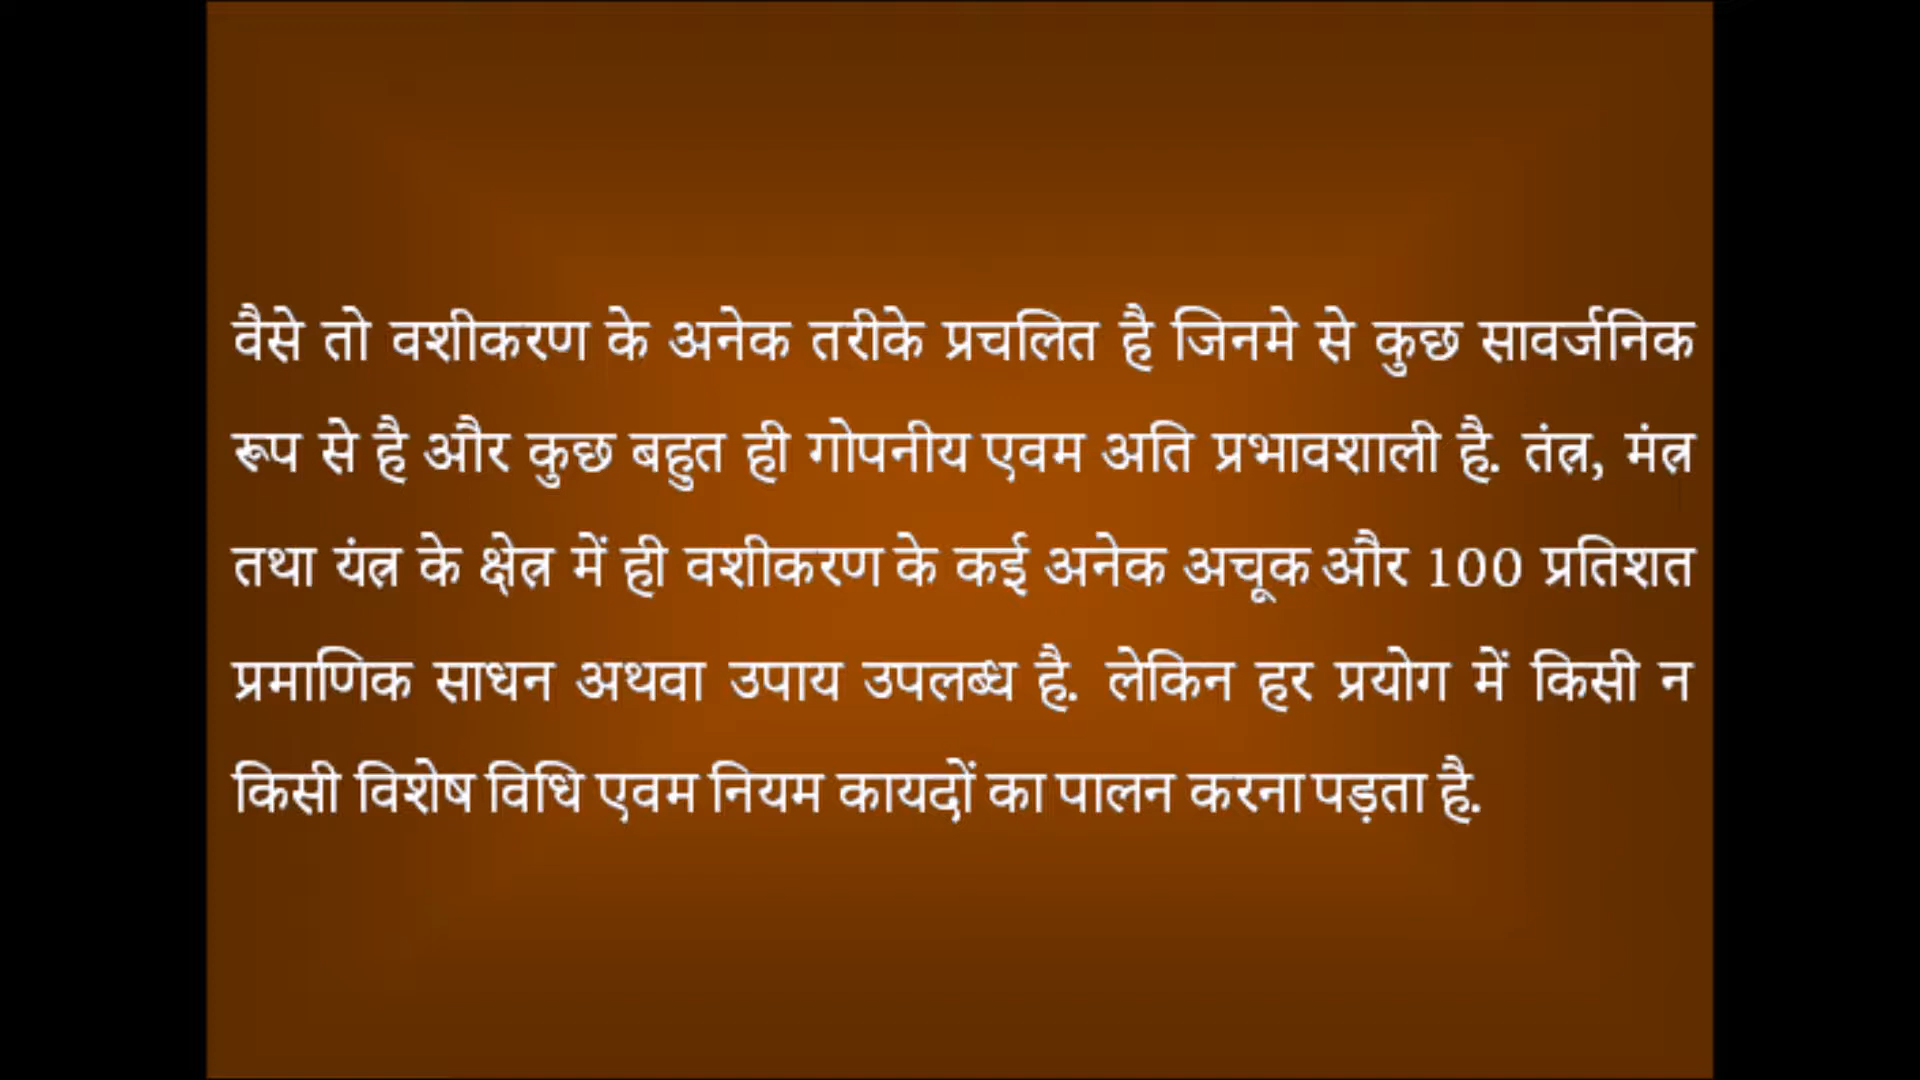 वैसे तो वशीकरण के अनेक तरीके प्रचलित है जिनमे से कुछ सावर्जनिक
रूप से है और कुछ बहुत ही गोपनीय एवम अति प्रभावशाली है. तंत्र, मंत्र
तथा यंत्र के क्षेत्र में ही वशीकरण के कई अनेक अचूक और 100 प्रतिशत
प्रमाणिक साधन अथवा उपाय उपलब्ध है. लेकिन हर प्रयोग में किसी न
किसी विशेष विधि एवम नियम कायदों का पालन करना पड़ता है.